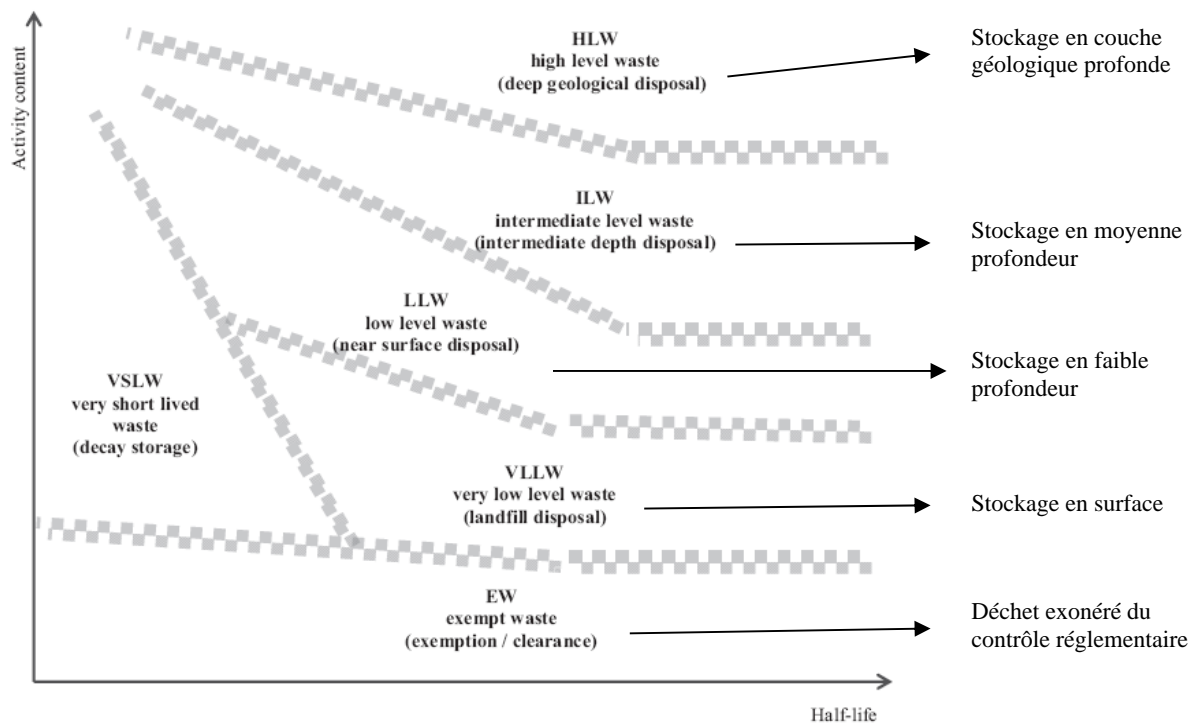 Activity content
HLW
high level waste
(deep geological disposal)
Stockage en couche
géologique profonde
ILW
intermediate level waste
(intermediate depth disposal)
Stockage en moyenne
profondeur
LLW
low level waste
(near surface disposal)
Stockage en faible
profondeur
VSLW
very short lived
waste
(decay storage)
VLLW
very low level waste
(landfill disposal)
Stockage en surface
EW
exempt waste
(exemption / clearance)
Déchet exonéré du
contrôle réglementaire
Half-life